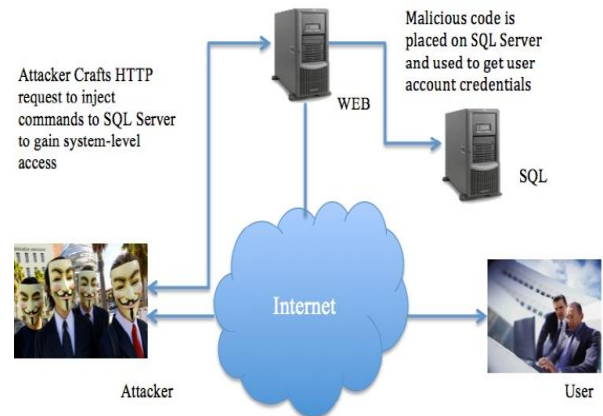 Attacker Crafts HTTP
request to inject
commands to SQL Server
to gain system-level
access
Malicious code is
placed on SQL Server
and used to get user
account credentials
WEB
SQL
Internet
Attacker
User